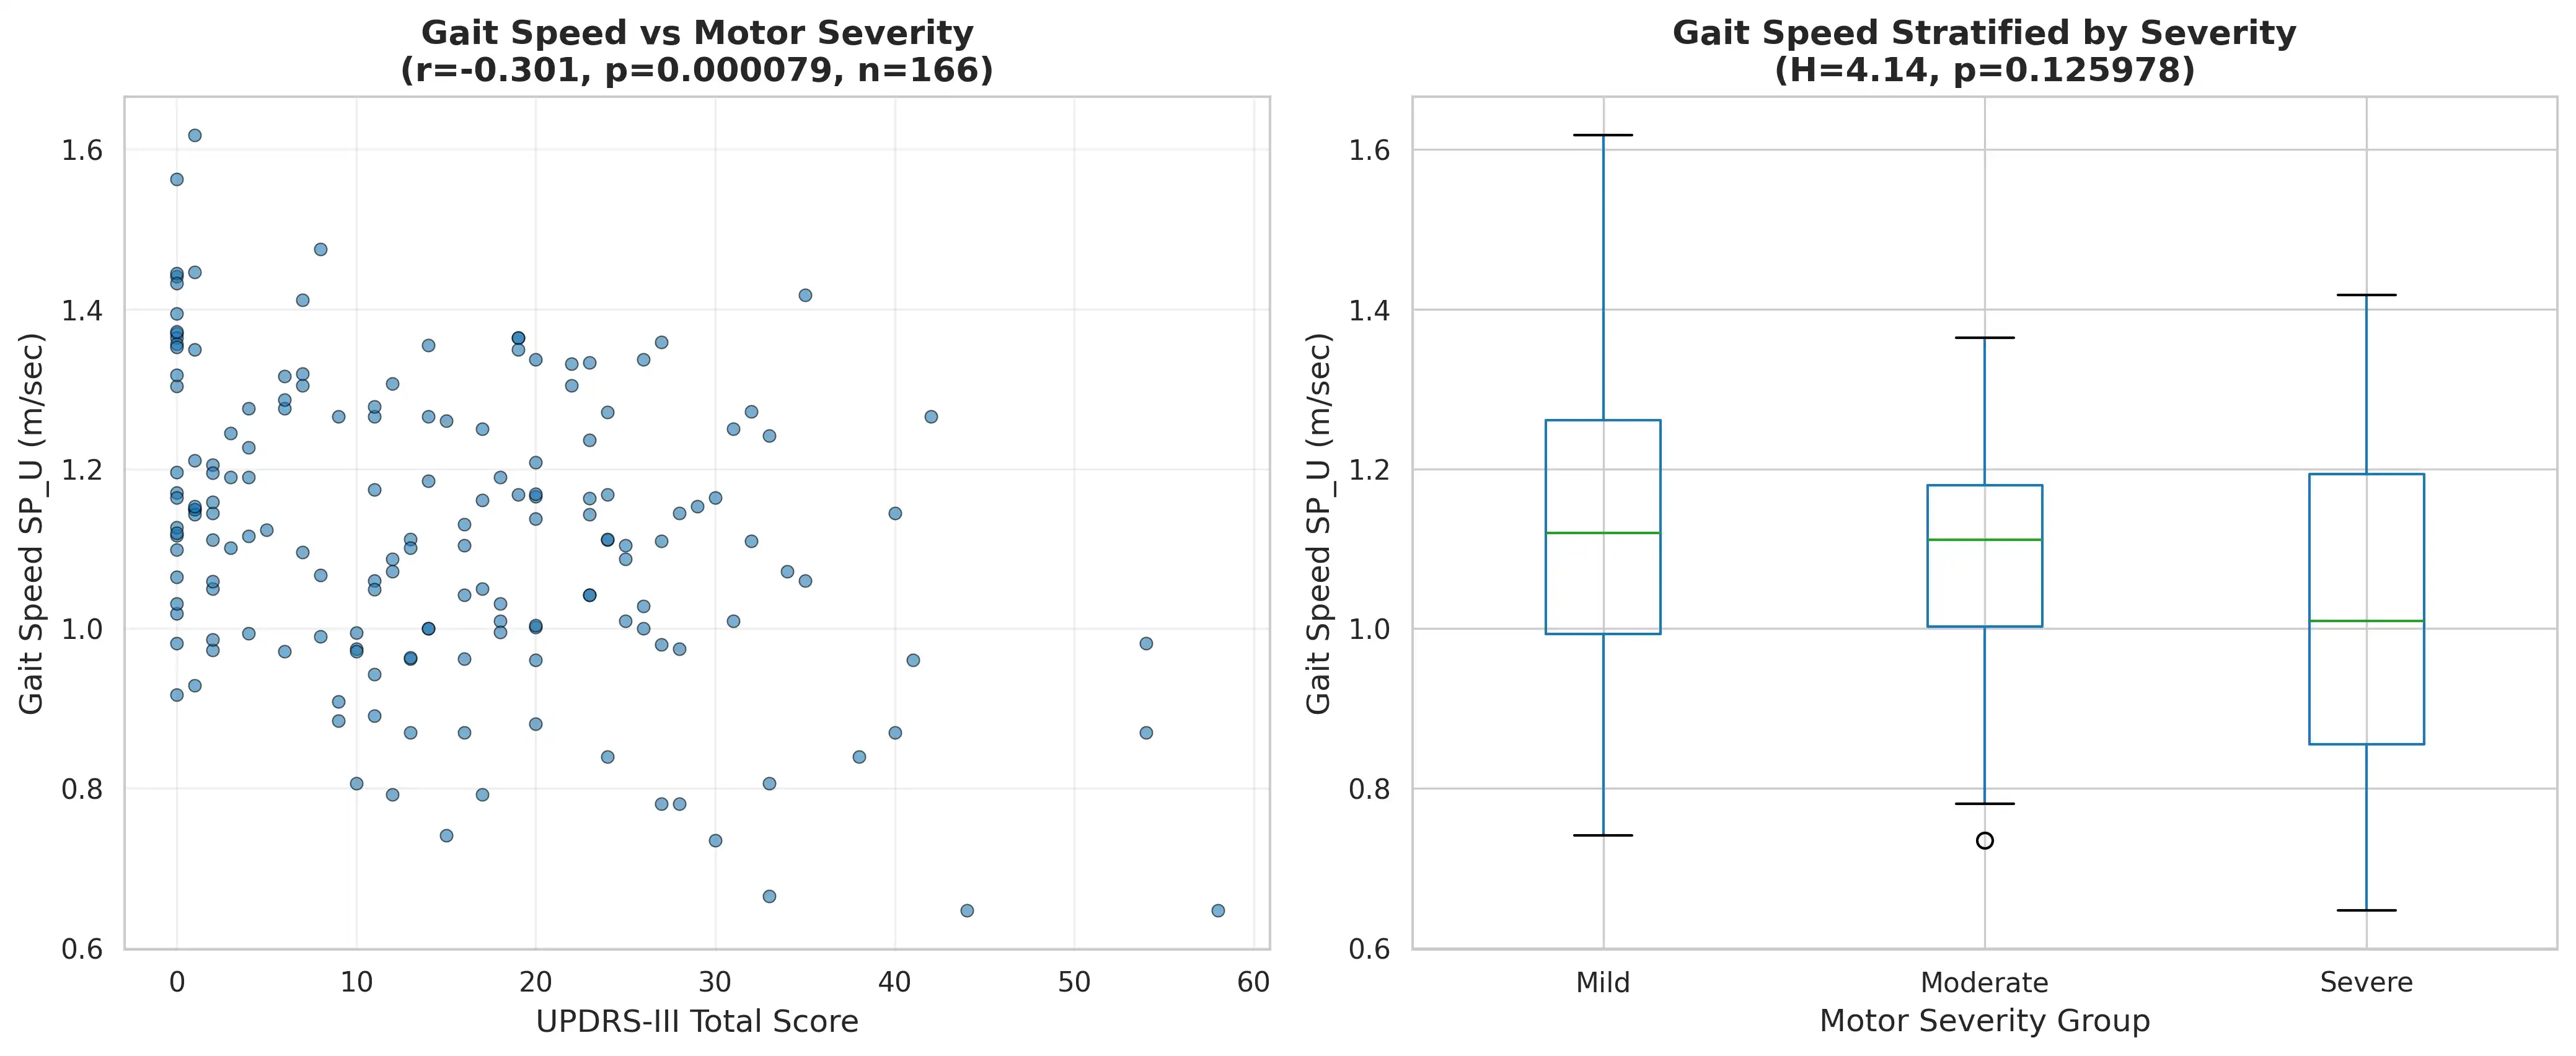 Gait Speed vs Motor Severity
(r=-0.301, p=0.000079, n=166)
Gait Speed SP_U (m/sec)
1.6
1.4
1.2
1.0
0.8
0.6
0 10 20 30 40 50 60
UPDRS-III Total Score
Gait Speed Stratified by Severity
(H=4.14, p=0.125978)
Gait Speed SP_U (m/sec)
1.6
1.4
1.2
1.0
0.8
0.6
Mild Moderate Severe
Motor Severity Group